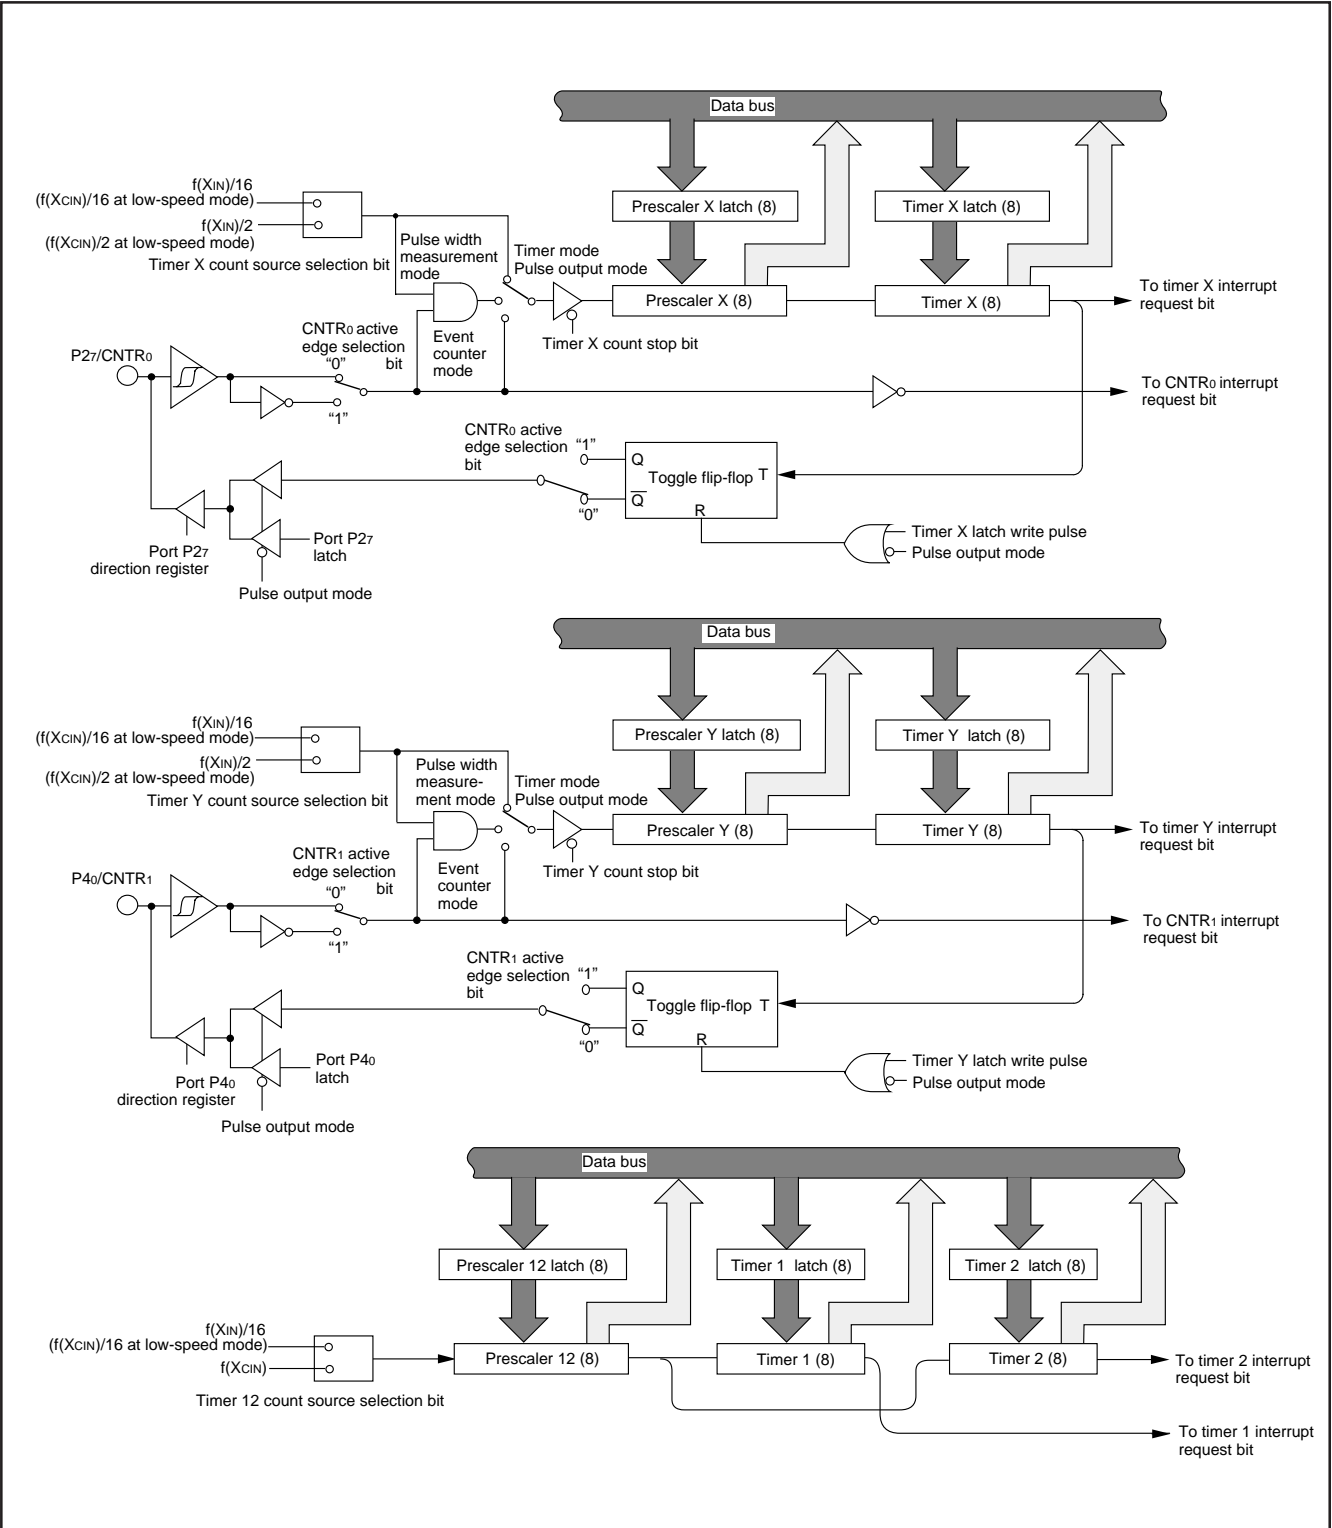 Data bus
f(XIN)/16
(f(XCIN)/16 at low-speed mode)
f(XIN)/2
(f(XCIN)/2 at low-speed mode)
Timer X count source selection bit
Prescaler X latch (8)
Timer X latch (8)
Pulse width
measurement
mode
Timer mode
Pulse output mode
Prescaler X (8)
Timer X (8)
To timer X interrupt
request bit
Timer X count stop bit
CNTR0 active
edge selection
bit
"0"
Event
counter
mode
P27/CNTR0
"1"
To CNTR0 interrupt
request bit
CNTR0 active
edge selection
bit
"1"
Q
Toggle flip-flop T
Q
"0"
R
Timer X latch write pulse
Pulse output mode
Port P27
latch
Port P27
direction register
Pulse output mode
Data bus
f(XIN)/16
(f(XCIN)/16 at low-speed mode)
f(XIN)/2
(f(XCIN)/2 at low-speed mode)
Timer Y count source selection bit
Prescaler Y latch (8)
Timer Y latch (8)
Pulse width
measure-
ment mode
Timer mode
Pulse output mode
Prescaler Y (8)
Timer Y (8)
To timer Y interrupt
request bit
Timer Y count stop bit
CNTR1 active
edge selection
bit
"0"
Event
counter
mode
P40/CNTR1
"1"
To CNTR1 interrupt
request bit
CNTR1 active
edge selection
bit
"1"
Q
Toggle flip-flop T
Q
"0"
R
Timer Y latch write pulse
Pulse output mode
Port P40
latch
Port P40
direction register
Pulse output mode
Data bus
Prescaler 12 latch (8)
Timer 1 latch (8)
Timer 2 latch (8)
f(XIN)/16
(f(XCIN)/16 at low-speed mode)
f(XCIN)
Timer 12 count source selection bit
Prescaler 12 (8)
Timer 1 (8)
Timer 2 (8)
To timer 2 interrupt
request bit
To timer 1 interrupt
request bit